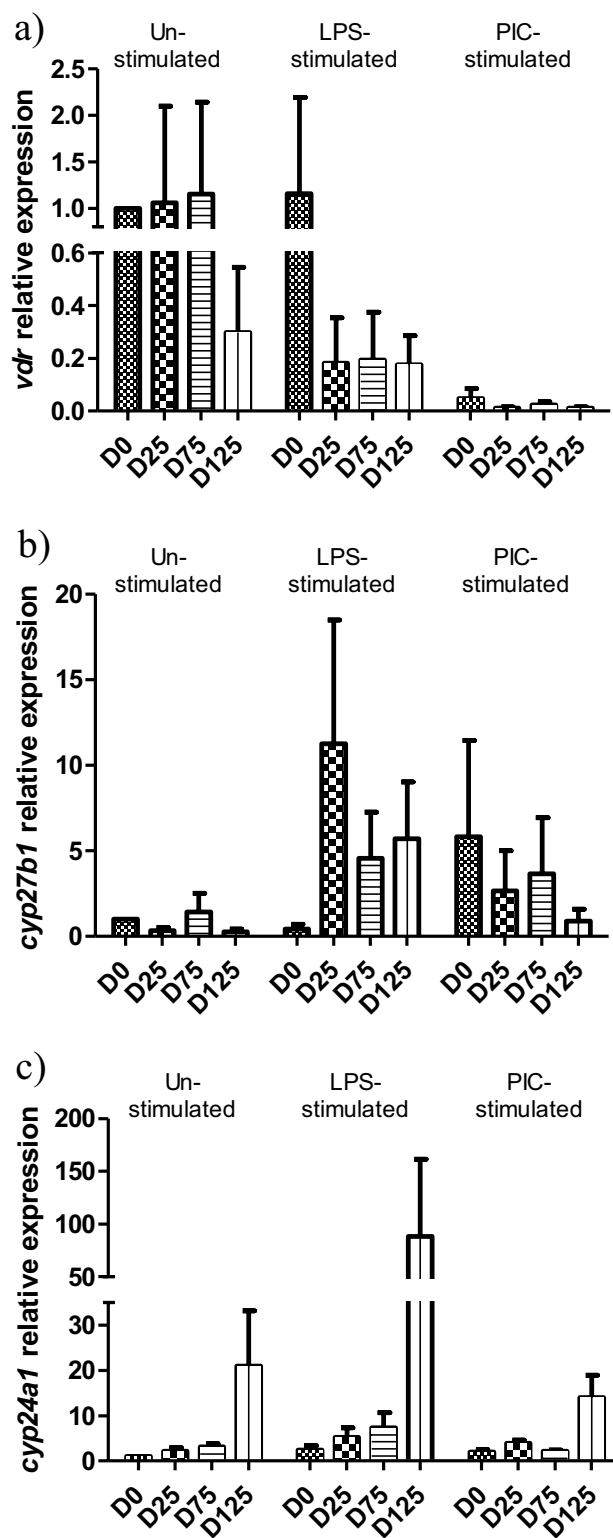 a)
Un-
stimulated
LPS-
stimulated
PIC-
stimulated
vdr relative expression
2.5
2.0
1.5
1.0
0.6
0.4
0.2
0.0
D0 D25 D75 D125 D0 D25 D75 D125 D0 D25 D75 D125
b)
Un-
stimulated
LPS-
stimulated
PIC-
stimulated
cyp27b1 relative expression
20
15
10
5
0
D0 D25 D75 D125 D0 D25 D75 D125 D0 D25 D75 D125
c)
Un-
stimulated
LPS-
stimulated
PIC-
stimulated
cyp24a1 relative expression
200
150
100
50
30
20
10
0
D0 D25 D75 D125 D0 D25 D75 D125 D0 D25 D75 D125